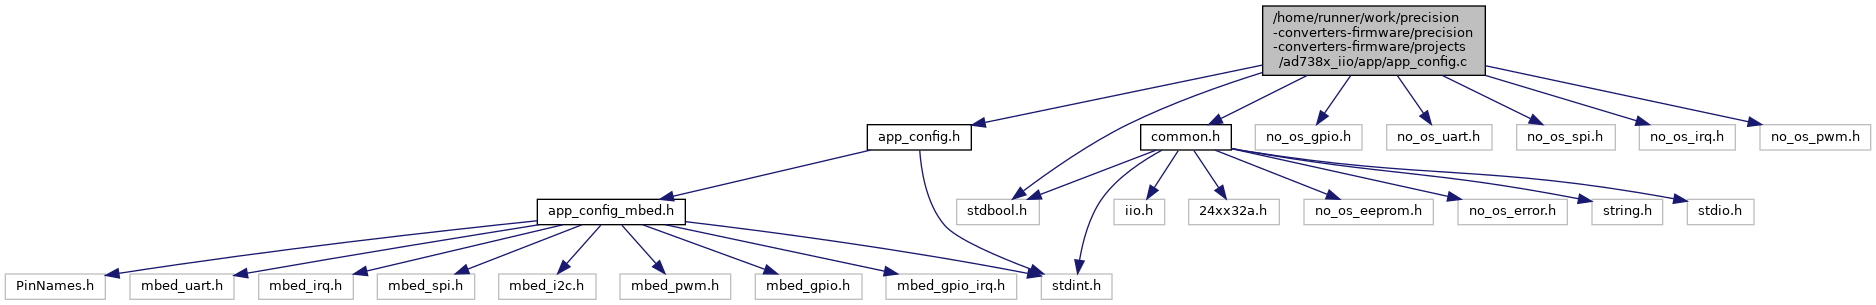 /home/runner/work/precision
-converters-firmware/precision
-converters-firmware/projects
/ad738x_iio/app/app_config.c
app_config.h
common.h
no_os_gpio.h
no_os_uart.h
no_os_spi.h
no_os_irq.h
no_os_pwm.h
app_config_mbed.h
stdbool.h
iio.h
24xx32a.h
no_os_eeprom.h
no_os_error.h
string.h
stdio.h
PinNames.h
mbed_uart.h
mbed_irq.h
mbed_spi.h
mbed_i2c.h
mbed_pwm.h
mbed_gpio.h
mbed_gpio_irq.h
stdint.h